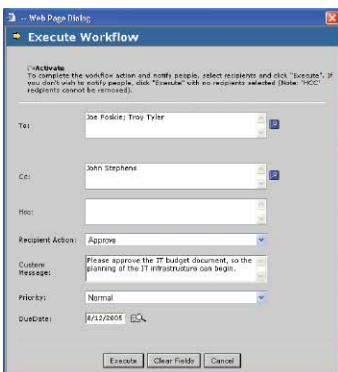 -- Web Page Dialog
Execute Workflow
Activate
To complete the workflow action and notify people, select recipients and click "Execute". If
you don't wish to notify people, click "Execute" with no recipients selected (Note: 'HCC'
recipients cannot be removed).
To: Joe Foskie; Troy Tyler
Cc: John Stephens
Hcc:
Recipient Action: Approve
Custom Message: Please approve the IT budget document, so the
planning of the IT infrastructure can begin.
Priority: Normal
DueDate: 8/12/2005
Execute Clear Fields Cancel